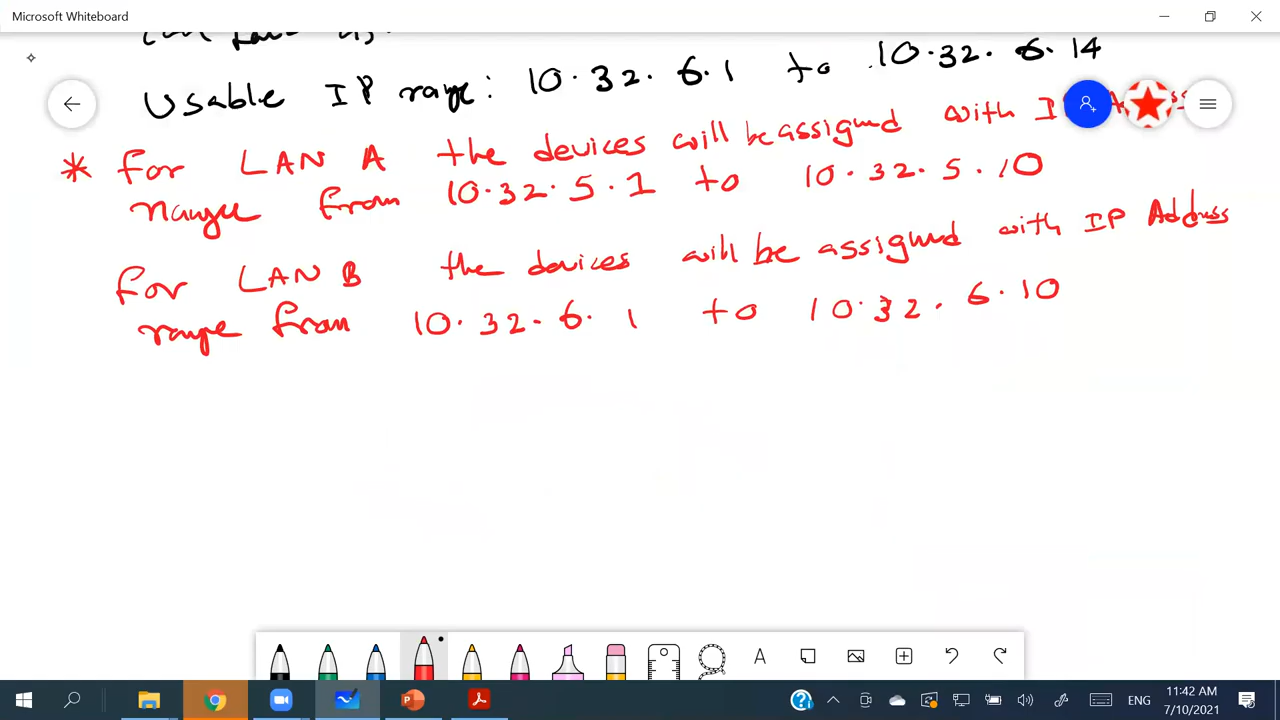 Microsoft Whiteboard
Usable IP range: 10.32.6.1 to 10.32.6.14
* For LAN A the devices will be assigned with IP Address
range from 10.32.5.1 to 10.32.5.10
For LAN B the devices will be assigned with IP Address
range from 10.32.6.1 to 10.32.6.10
A
ENG
11:42 AM
7/10/2021